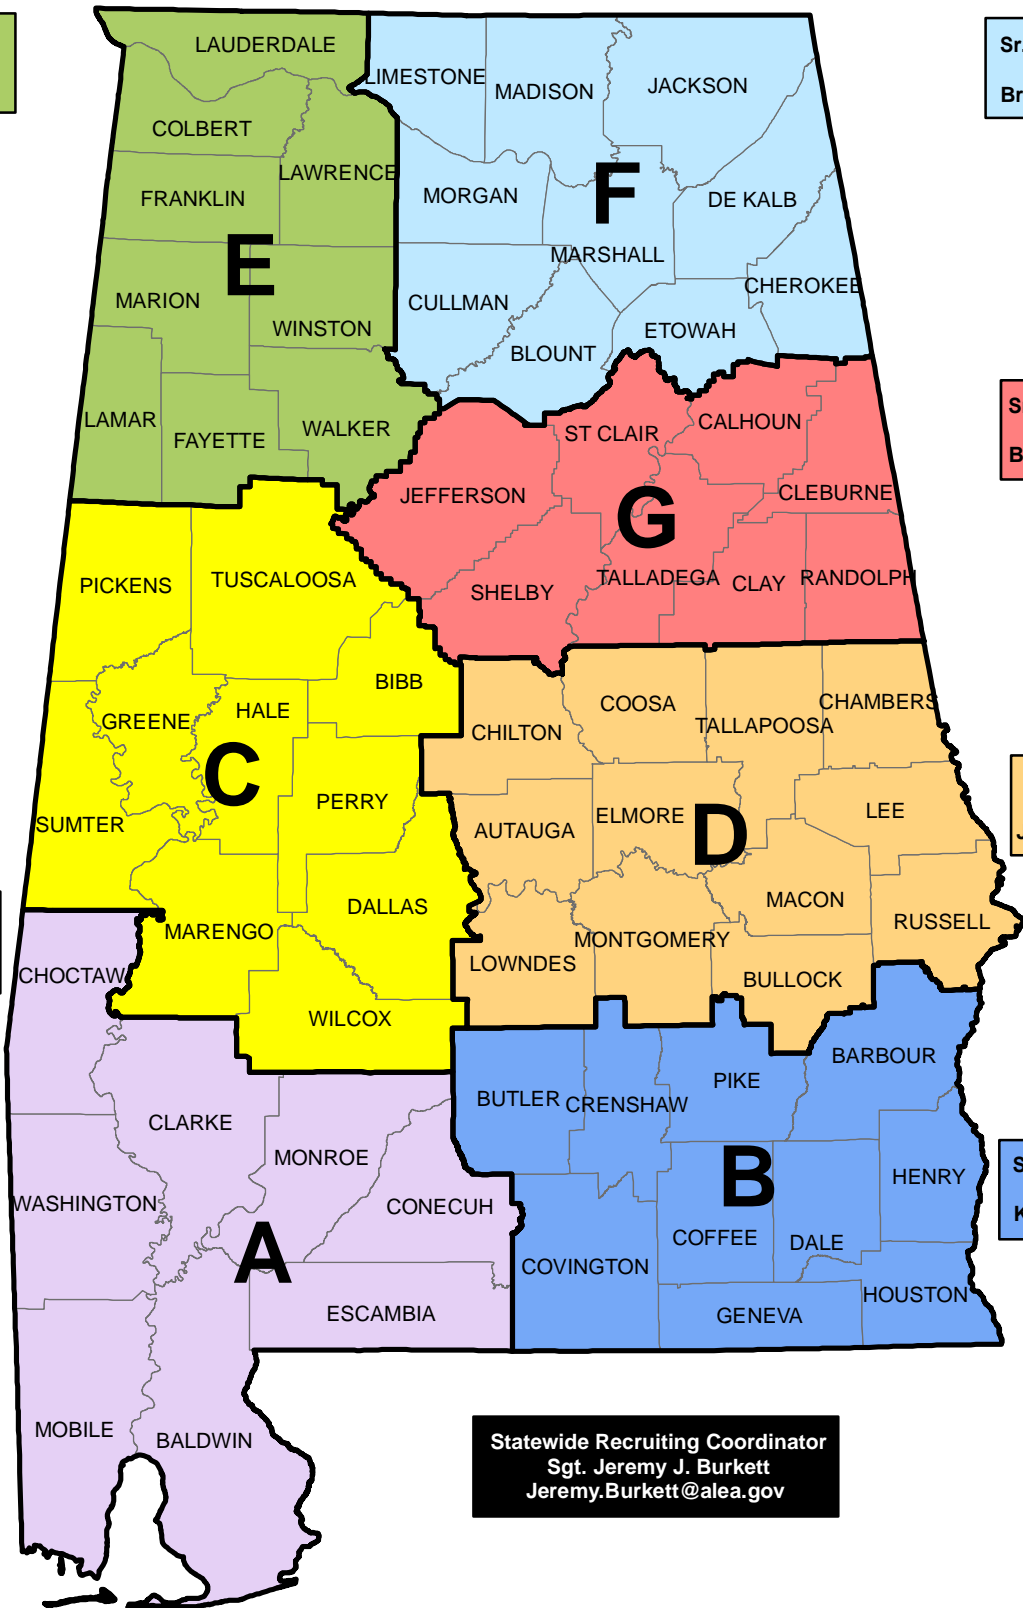 LAUDERDALE
LIMESTONE
MADISON
JACKSON
Sr.
Br
COLBERT
LAWRENCE
FRANKLIN
MORGAN
F
DE KALB
E
MARSHALL
MARION
CULLMAN
CHEROKEE
WINSTON
ETOWAH
BLOUNT
LAMAR
FAYETTE
WALKER
ST CLAIR
CALHOUN
S
B
JEFFERSON
CLEBURNE
G
PICKENS
TUSCALOOSA
SHELBY
TALLADEGA
CLAY
RANDOLPH
BIBB
GREENE
HALE
COOSA
CHAMBERS
CHILTON
TALLAPOOSA
C
PERRY
SUMTER
AUTAUGA
ELMORE
D
LEE
J
DALLAS
MACON
MARENGO
MONTGOMERY
RUSSELL
CHOCTAW
LOWNDES
BULLOCK
WILCOX
BARBOUR
CLARKE
BUTLER
CRENSHAW
PIKE
MONROE
B
HENRY
S
K
WASHINGTON
CONECUH
A
COFFEE
DALE
COVINGTON
HOUSTON
ESCAMBIA
GENEVA
MOBILE
BALDWIN
Statewide Recruiting Coordinator
Sgt. Jeremy J. Burkett
Jeremy.Burkett@alea.gov